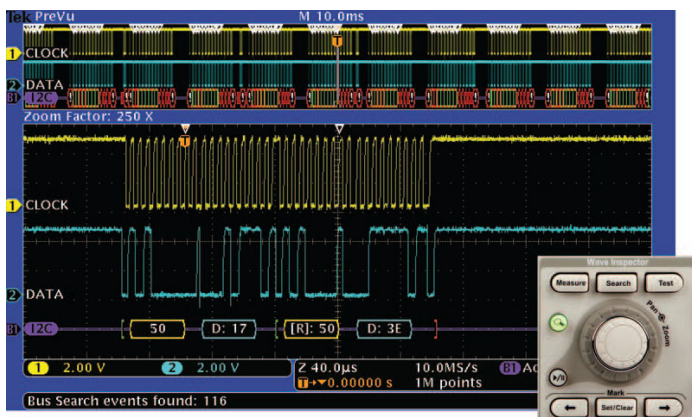 Tek PreVu M 10.0ms
1 CLOCK
2 DATA
B1 I2C
Zoom Factor: 250 X
T
1 CLOCK
2 DATA
B1 I2C 50 D: 17 [R]: 50 D: 3E
1 2.00 V 2 2.00 V Z 40.0µs 10.0MS/s B1
T→▼0.00000 s 1M points
Bus Search events found: 116
Wave Inspector
Measure Search Test
Pan Zoom
Mark
← Set/Clear →